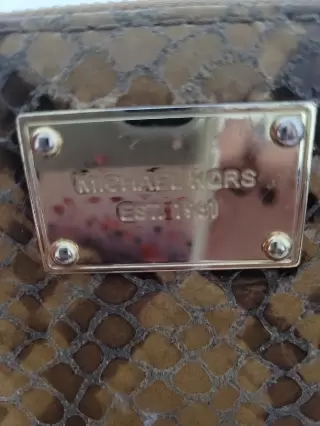 MICHAEL KORS
EST. 1981